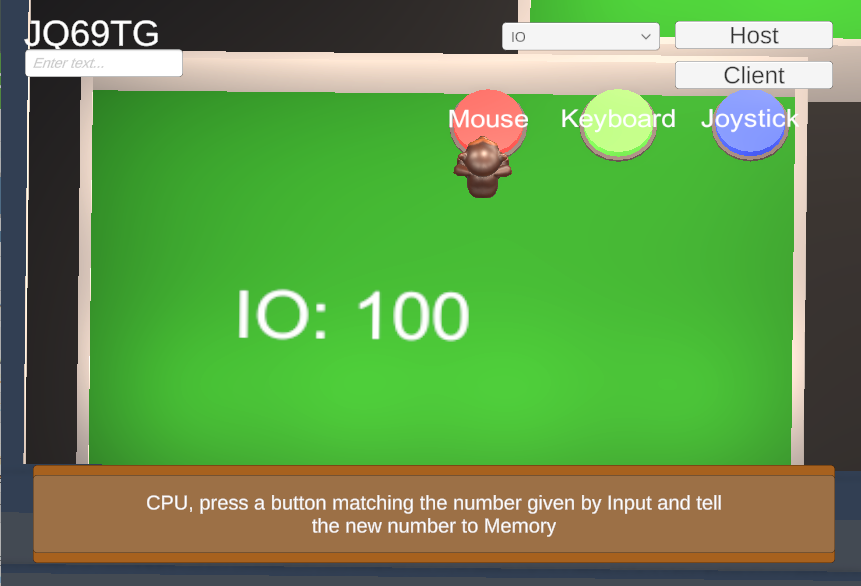 JQ69TG
Enter text...
IO
Host
Client
Mouse
Keyboard
Joystick
IO: 100
CPU, press a button matching the number given by Input and tell
the new number to Memory